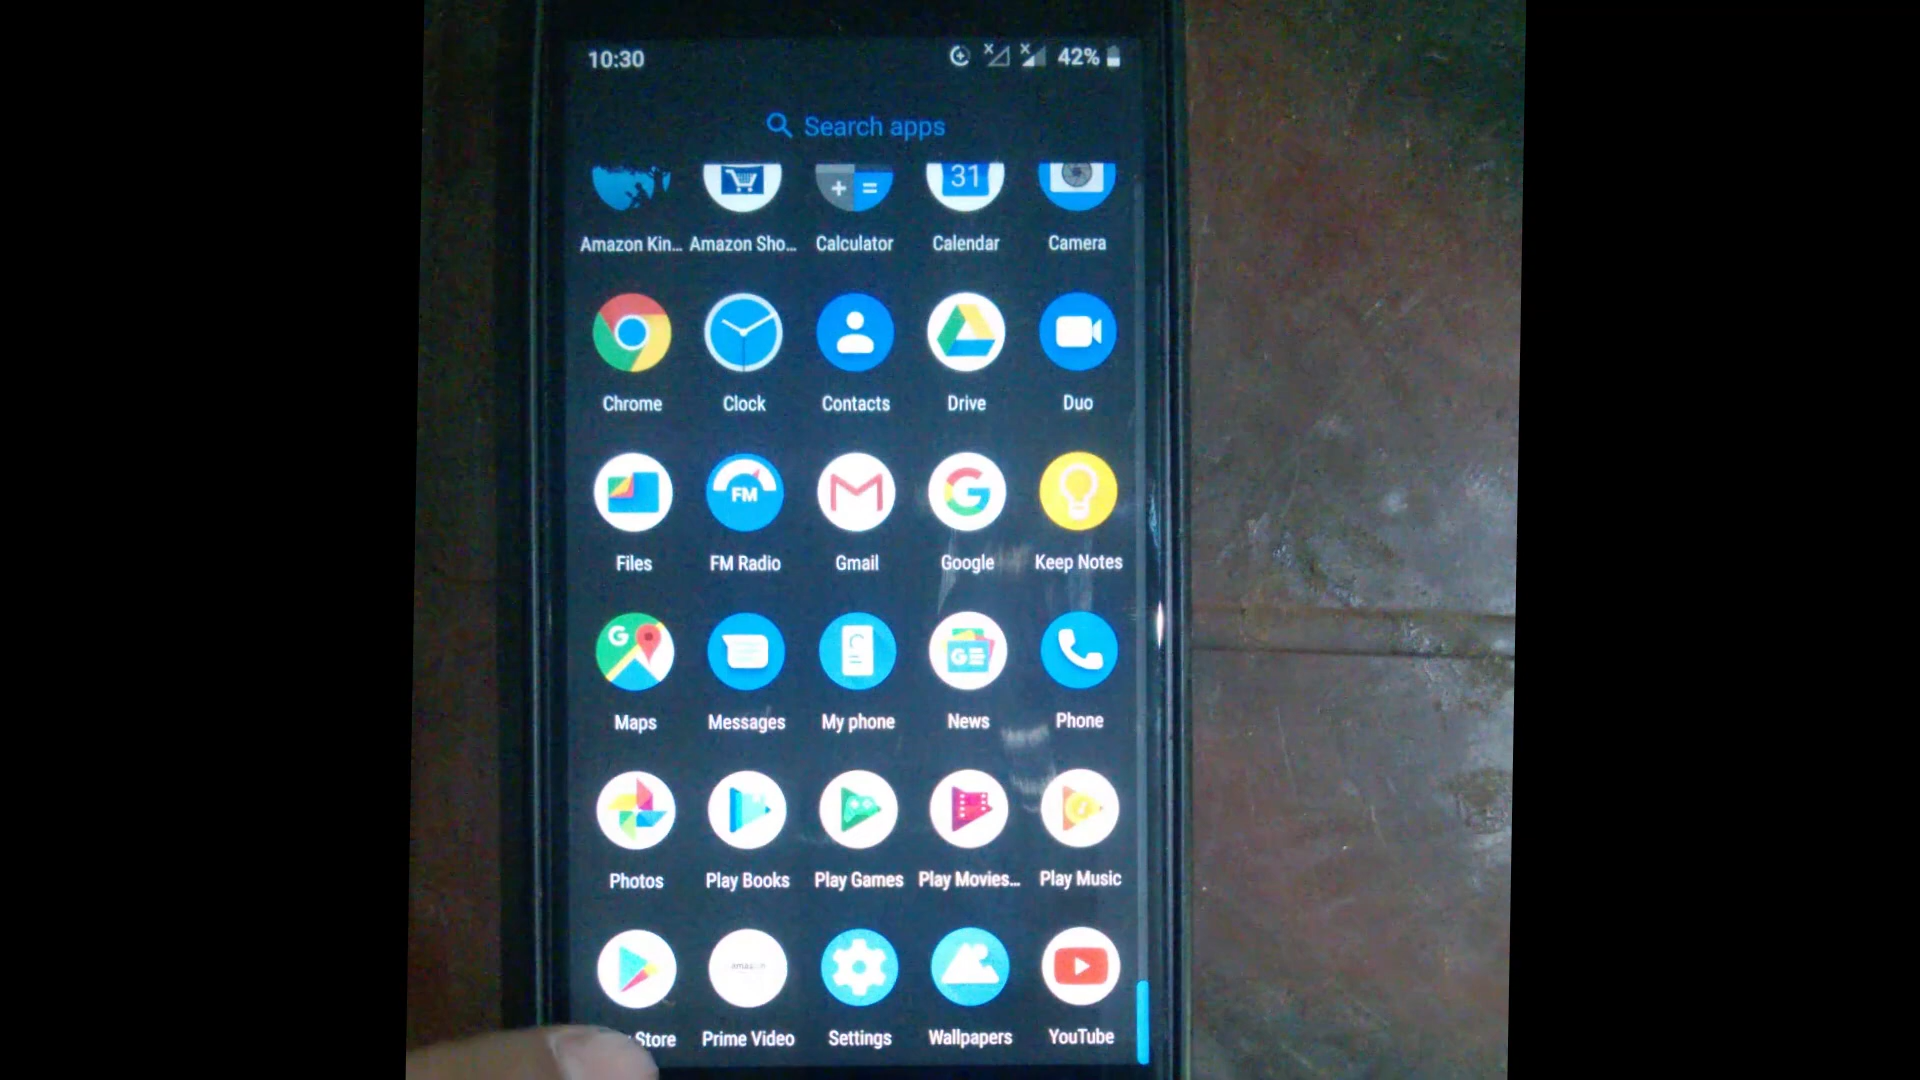 10:30 42%
Search apps
31
+ =
Amazon Kin... Amazon Sho... Calculator Calendar Camera
Chrome Clock Contacts Drive Duo
FM
Files FM Radio Gmail Google Keep Notes
G G
Maps Messages My phone News Phone
Photos Play Books Play Games Play Movies... Play Music
amazon
Store Prime Video Settings Wallpapers YouTube